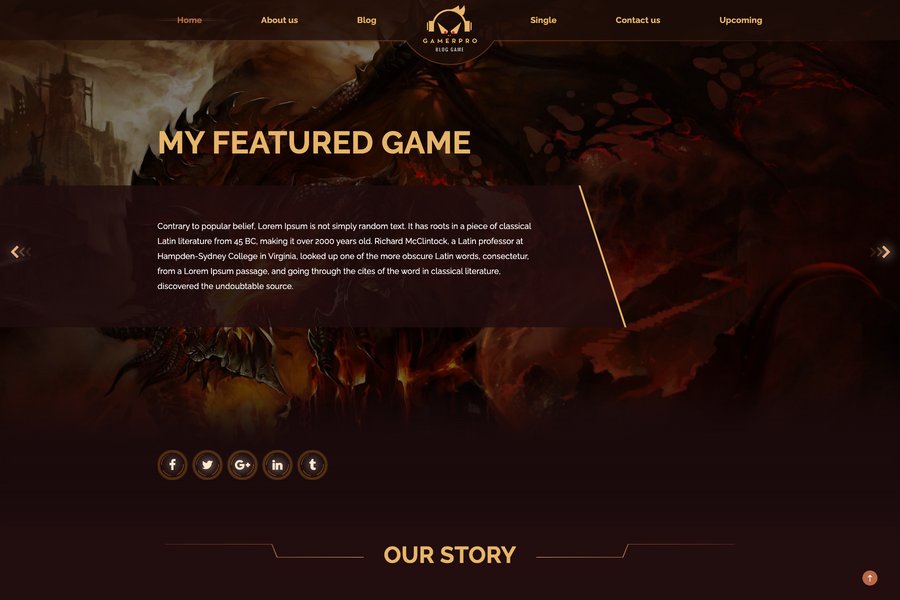 Home
About us
Blog
GAMERPRO
BLOG GAME
Single
Contact us
Upcoming
MY FEATURED GAME
Contrary to popular belief, Lorem Ipsum is not simply random text. It has roots in a piece of classical
Latin literature from 45 BC, making it over 2000 years old. Richard McClintock, a Latin professor at
Hampden-Sydney College in Virginia, looked up one of the more obscure Latin words, consectetur,
from a Lorem Ipsum passage, and going through the cites of the word in classical literature,
discovered the undoubtable source.
OUR STORY